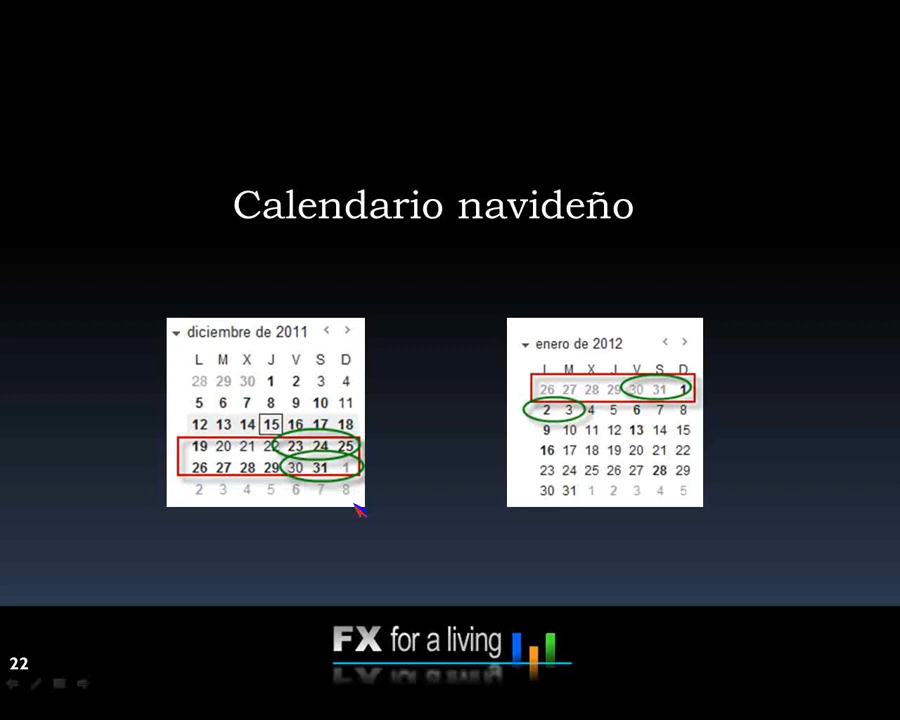 Calendario navideño
diciembre de 2011 < >
L M X J V S D
28 29 30 1 2 3 4
5 6 7 8 9 10 11
12 13 14 15 16 17 18
19 20 21 22 23 24 25
26 27 28 29 30 31 1
2 3 4 5 6 7 8
enero de 2012 < >
L M X J V S D
26 27 28 29 30 31 1
2 3 4 5 6 7 8
9 10 11 12 13 14 15
16 17 18 19 20 21 22
23 24 25 26 27 28 29
30 31 1 2 3 4 5
FX for a living
22